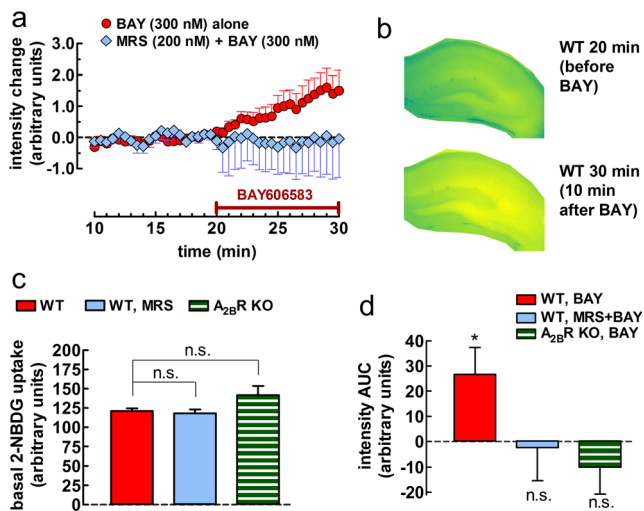 a
BAY (300 nM) alone
MRS (200 nM) + BAY (300 nM)
intensity change
(arbitrary units)
3.0
2.0
1.0
0.0
-1.0
BAY606583
10 15 20 25 30
time (min)
b
WT 20 min
(before
BAY)
WT 30 min
(10 min
after BAY)
c
WT WT, MRS A2BR KO
basal 2-NBDG uptake
(arbitrary units)
200
175
150
125
100
75
50
25
0
n.s.
n.s.
d
WT, BAY
WT, MRS+BAY
A2BR KO, BAY
intensity AUC
(arbitrary units)
40
30
20
10
0
-10
-20
*
n.s.
n.s.